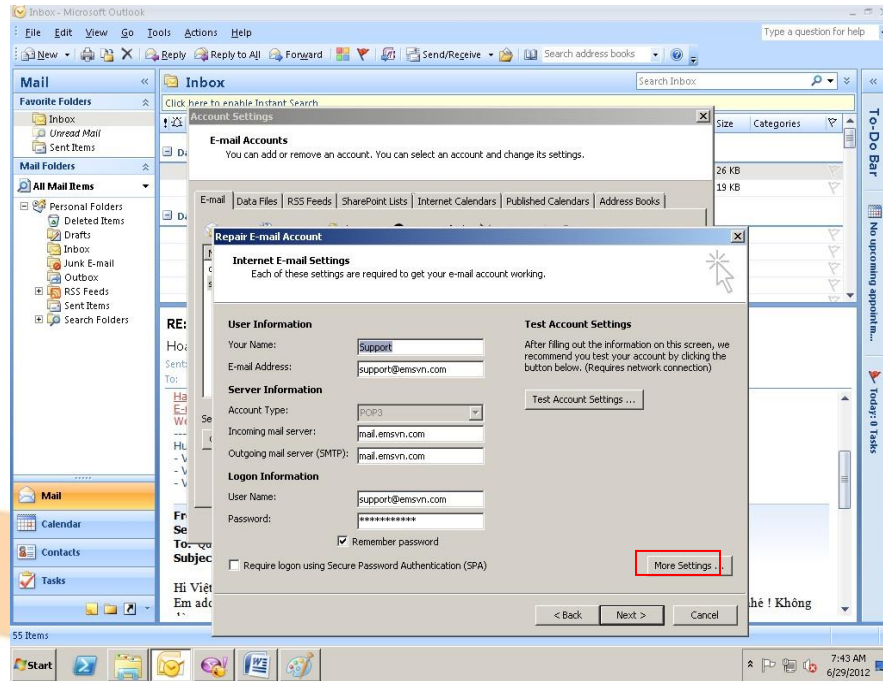 Inbox - Microsoft Outlook
File Edit View Go Tools Actions Help
Type a question for help
New Reply Reply to All Forward Send/Receive Search address books
Mail
Inbox
Search Inbox
Favorite Folders
Click here to enable Instant Search
Inbox
Unread Mail
Sent Items
Mail Folders
All Mail Items
Personal Folders
Deleted Items
Drafts
Inbox
Junk E-mail
Outbox
RSS Feeds
Sent Items
Search Folders
Size Categories
26 KB
19 KB
Account Settings
E-mail Accounts
You can add or remove an account. You can select an account and change its settings.
E-mail Data Files RSS Feeds SharePoint Lists Internet Calendars Published Calendars Address Books
Repair E-mail Account
Internet E-mail Settings
Each of these settings are required to get your e-mail account working.
User Information
Your Name: Support
E-mail Address: support@emsvn.com
Server Information
Account Type: POP3
Incoming mail server: mail.emsvn.com
Outgoing mail server (SMTP): mail.emsvn.com
Logon Information
User Name: support@emsvn.com
Password: ***********
Remember password
Require logon using Secure Password Authentication (SPA)
Test Account Settings
After filling out the information on this screen, we
recommend you test your account by clicking the
button below. (Requires network connection)
Test Account Settings ...
More Settings ...
< Back Next > Cancel
RE:
To:
Subjec
Hi Việt
Em add
nhé ! Không
Mail
Calendar
Contacts
Tasks
To-Do Bar
No upcoming appointm...
Today: 0 Tasks
55 Items
Start
7:43 AM
6/29/2012